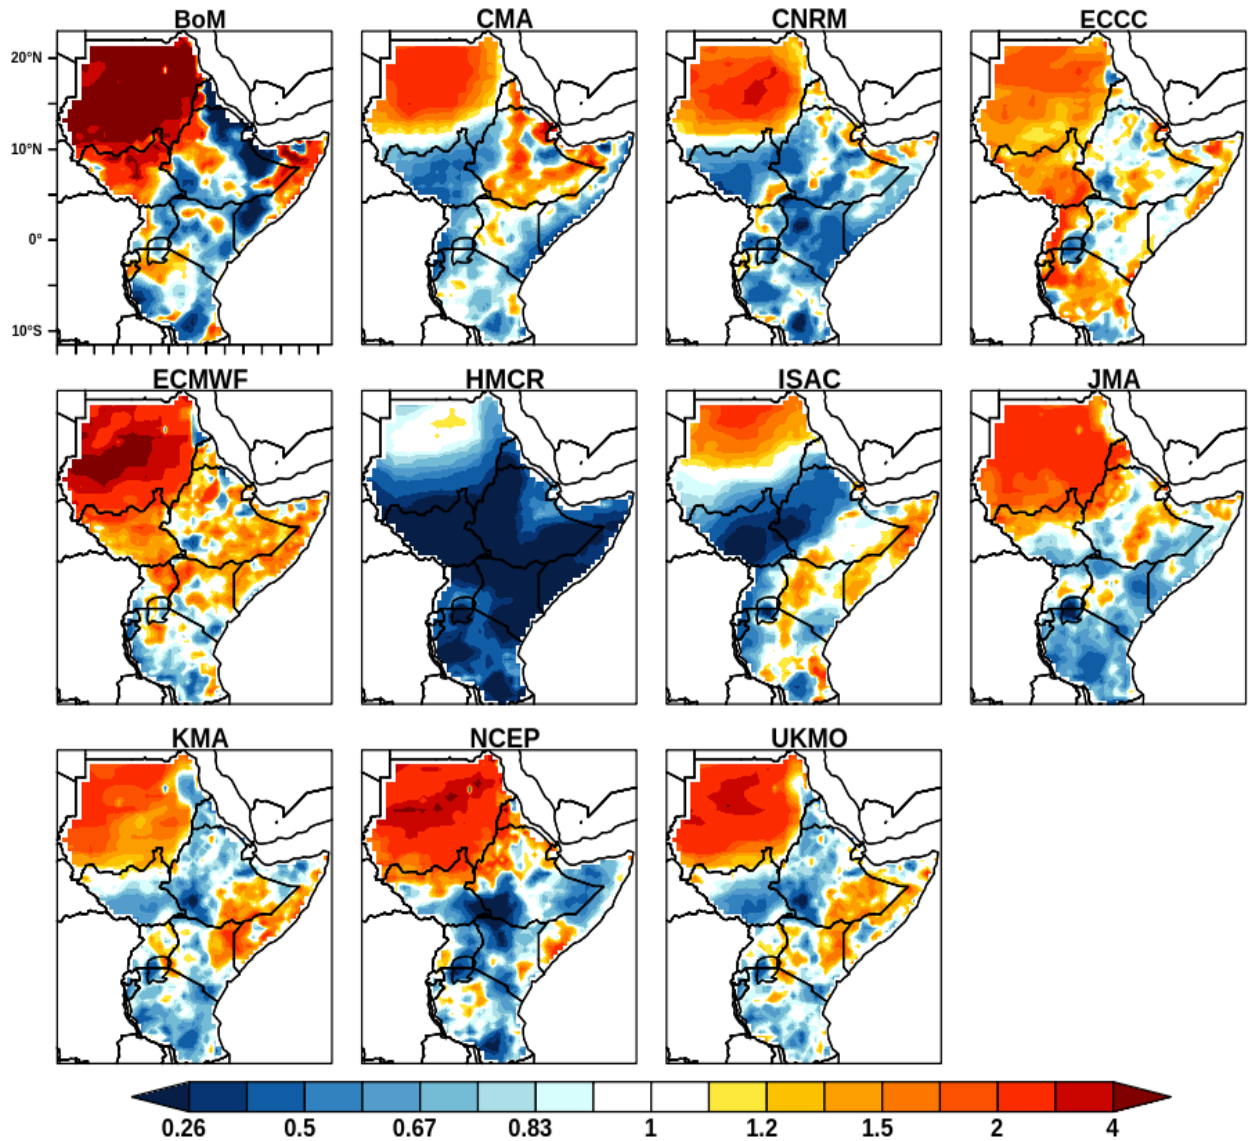 BoM CMA CNRM ECCC
20°N
10°N
0°
10°S
ECMWF HMCR ISAC JMA
KMA NCEP UKMO
0.26 0.5 0.67 0.83 1 1.2 1.5 2 4